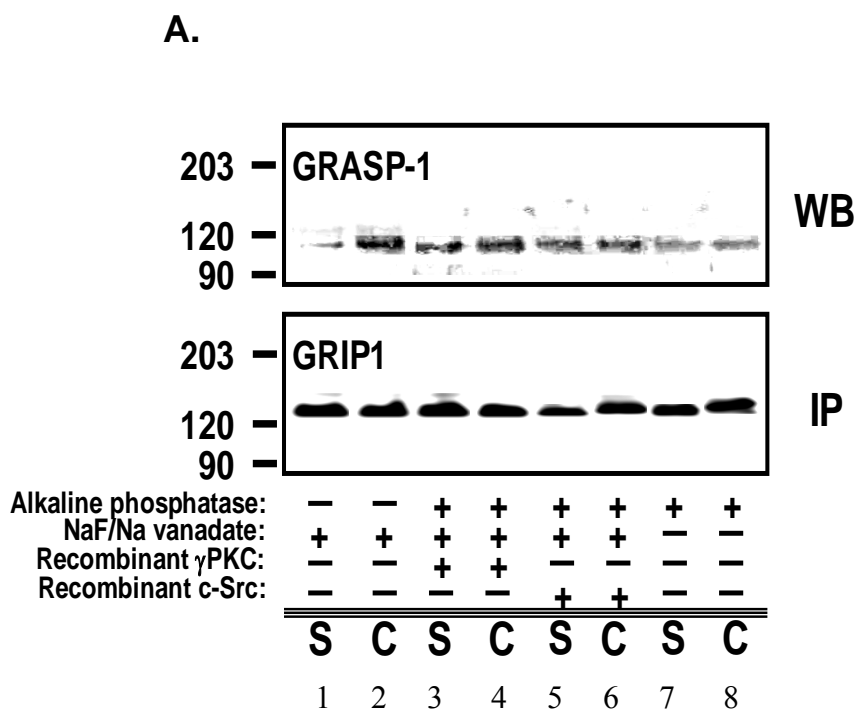 A.
203 – GRASP-1
120 –
90 –
WB
203 – GRIP1
120 –
90 –
IP
Alkaline phosphatase: – – + + + + + +
NaF/Na vanadate: + + + + + + – –
Recombinant γPKC: – – + + – – – –
Recombinant c-Src: – – – – + + – –
S C S C S C S C
1 2 3 4 5 6 7 8